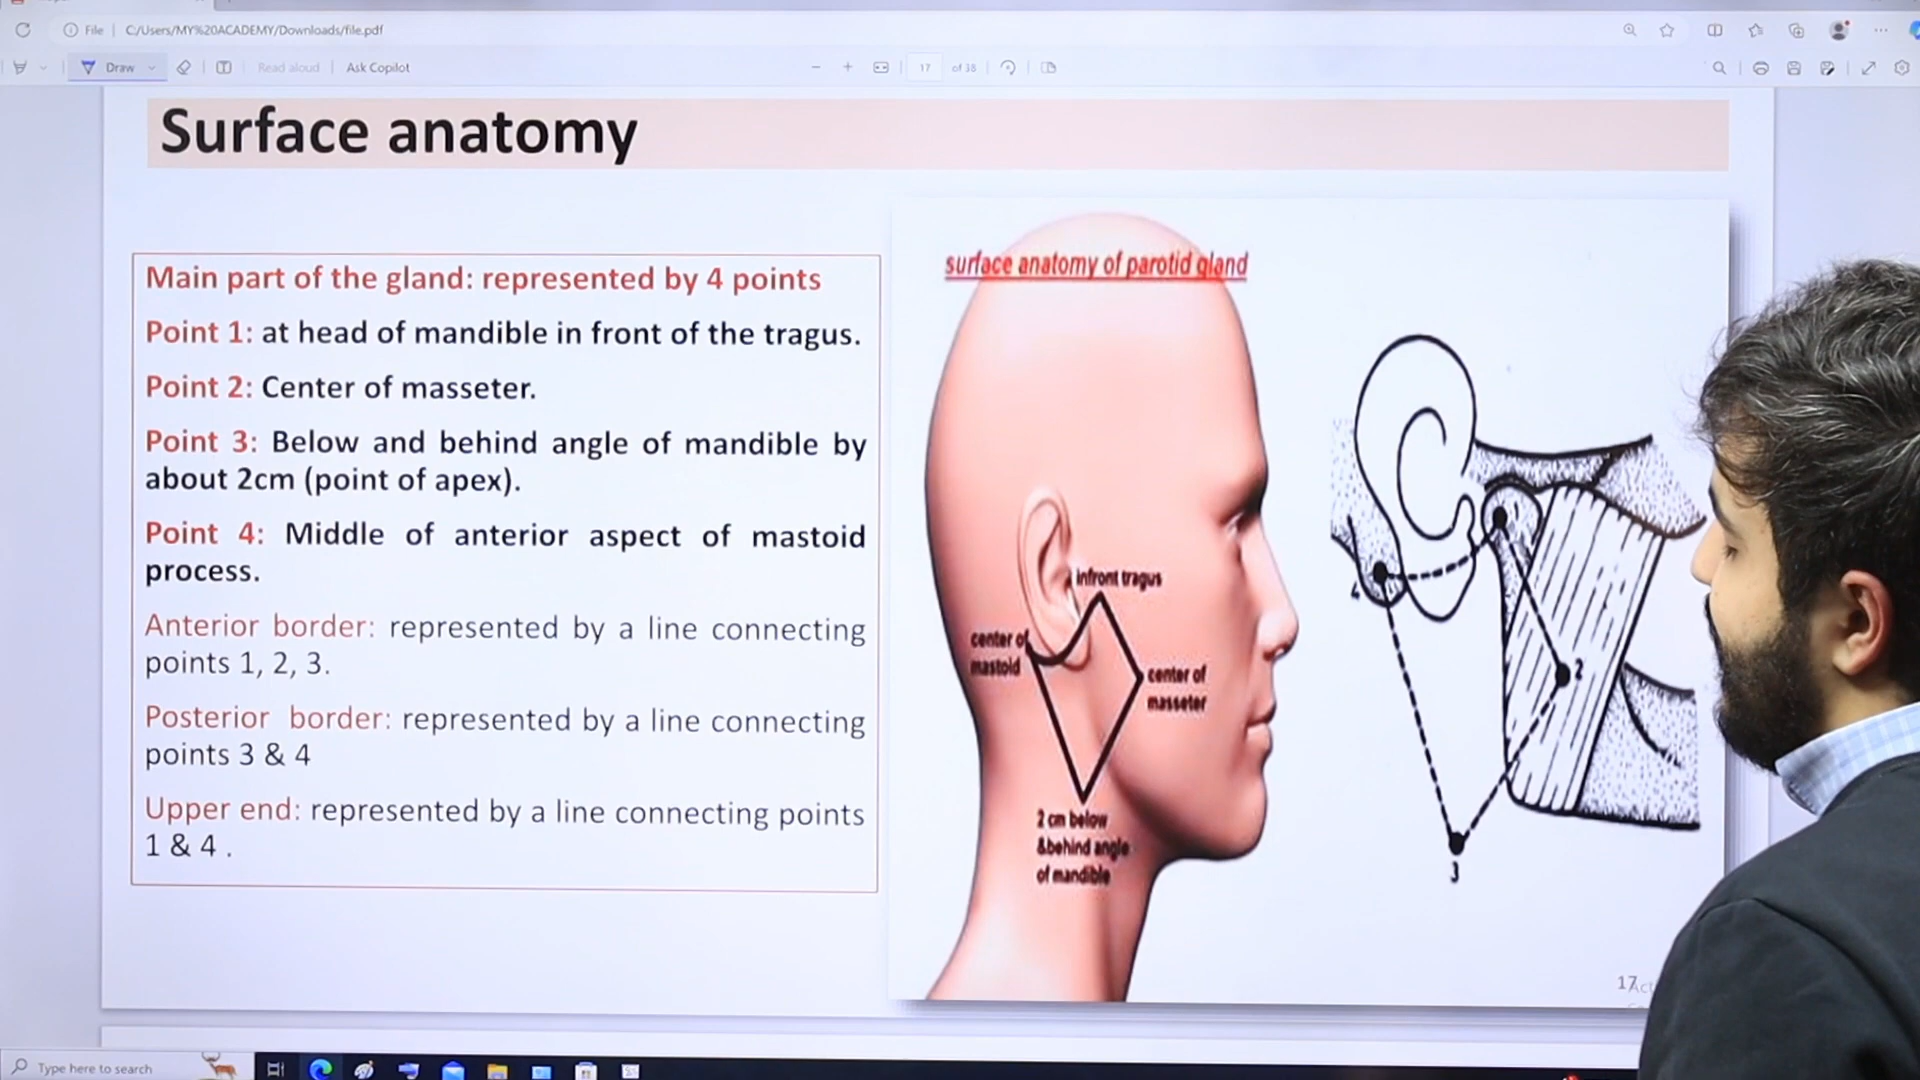 File | C:/Users/MY%20ACADEMY/Downloads/file.pdf
Draw
Read aloud
Ask Copilot
17 of 38
Surface anatomy
Main part of the gland: represented by 4 points
Point 1: at head of mandible in front of the tragus.
Point 2: Center of masseter.
Point 3: Below and behind angle of mandible by
about 2cm (point of apex).
Point 4: Middle of anterior aspect of mastoid
process.
Anterior border: represented by a line connecting
points 1, 2, 3.
Posterior border: represented by a line connecting
points 3 & 4
Upper end: represented by a line connecting points
1 & 4 .
surface anatomy of parotid gland
infront tragus
center of
mastoid
center of
masseter
2 cm below
&behind angle
of mandible
1
2
4
3
17
Type here to search